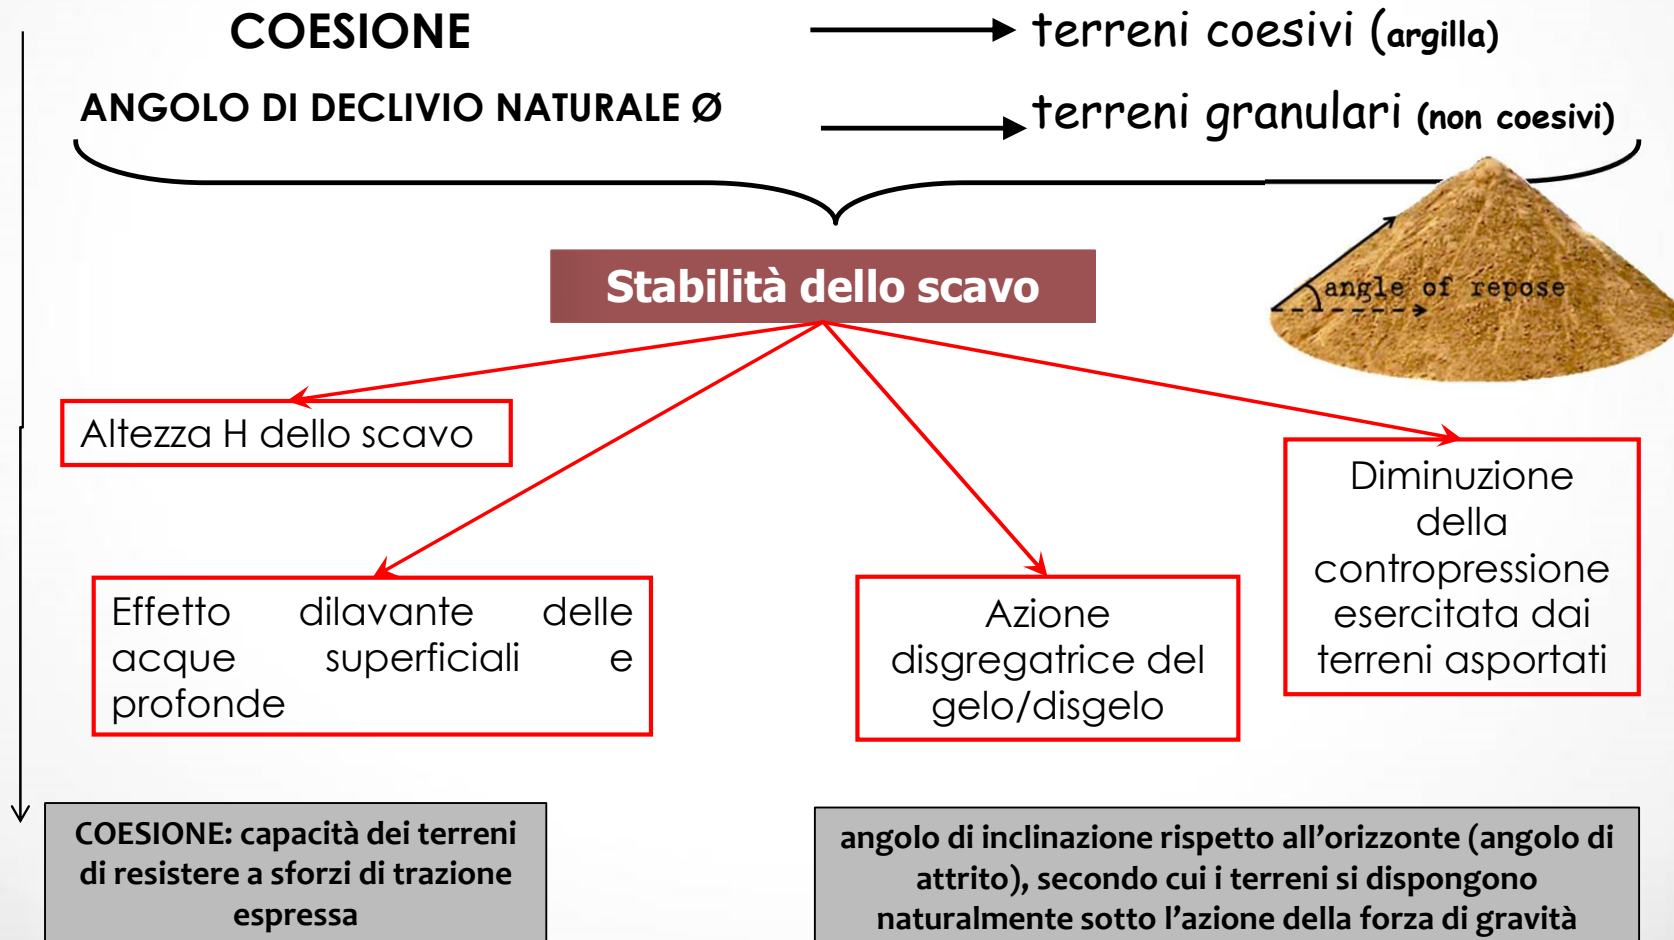 COESIONE
terreni coesivi (argilla)
ANGOLO DI DECLIVIO NATURALE Ø
terreni granulari (non coesivi)
Stabilità dello scavo
angle of repose
Altezza H dello scavo
Effetto dilavante delle
acque superficiali e
profonde
Azione
disgregatrice del
gelo/disgelo
Diminuzione
della
contropressione
esercitata dai
terreni asportati
COESIONE: capacità dei terreni
di resistere a sforzi di trazione
espressa
angolo di inclinazione rispetto all’orizzonte (angolo di
attrito), secondo cui i terreni si dispongono
naturalmente sotto l’azione della forza di gravità